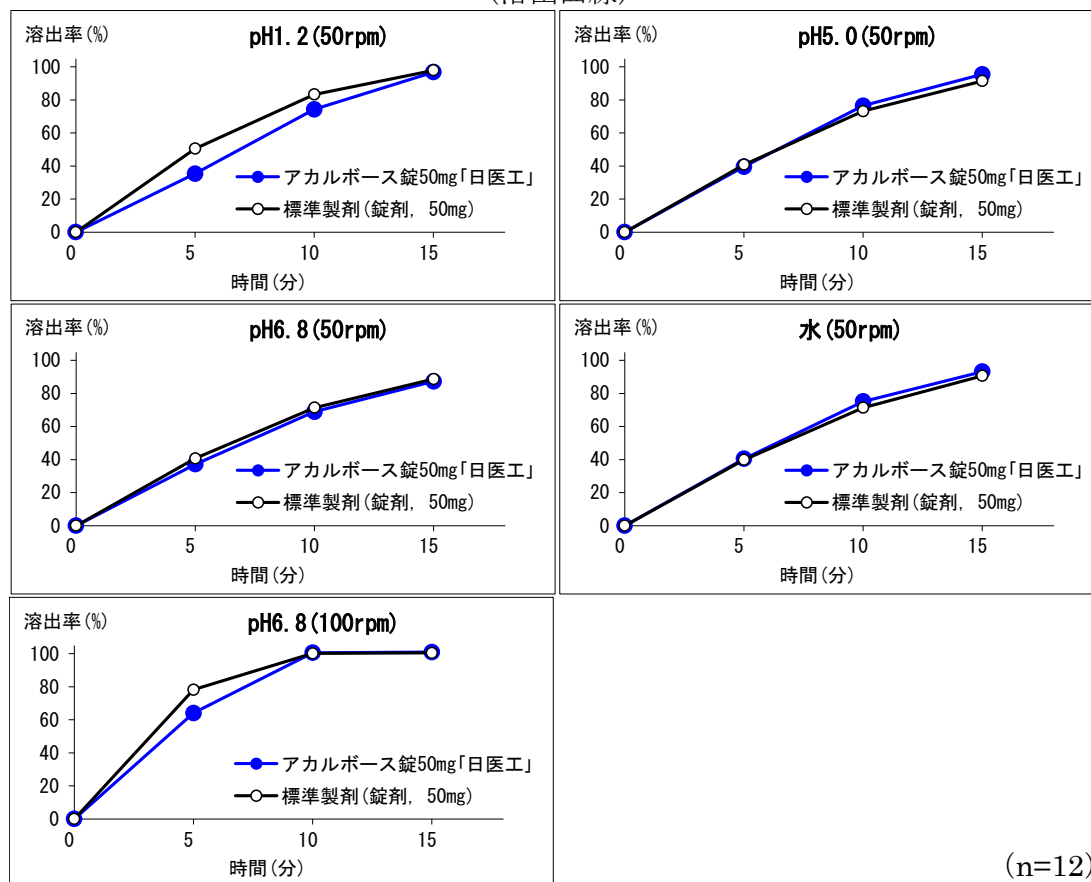 溶出率(%)
pH1.2(50rpm)
100
80
60
40
20
0
アカルボース錠50mg「日医工」
標準製剤(錠剤, 50mg)
0 5 10 15
時間(分)
溶出率(%)
pH5.0(50rpm)
100
80
60
40
20
0
アカルボース錠50mg「日医工」
標準製剤(錠剤, 50mg)
0 5 10 15
時間(分)
溶出率(%)
pH6.8(50rpm)
100
80
60
40
20
0
アカルボース錠50mg「日医工」
標準製剤(錠剤, 50mg)
0 5 10 15
時間(分)
溶出率(%)
水(50rpm)
100
80
60
40
20
0
アカルボース錠50mg「日医工」
標準製剤(錠剤, 50mg)
0 5 10 15
時間(分)
溶出率(%)
pH6.8(100rpm)
100
80
60
40
20
0
アカルボース錠50mg「日医工」
標準製剤(錠剤, 50mg)
0 5 10 15
時間(分)
(n=12)